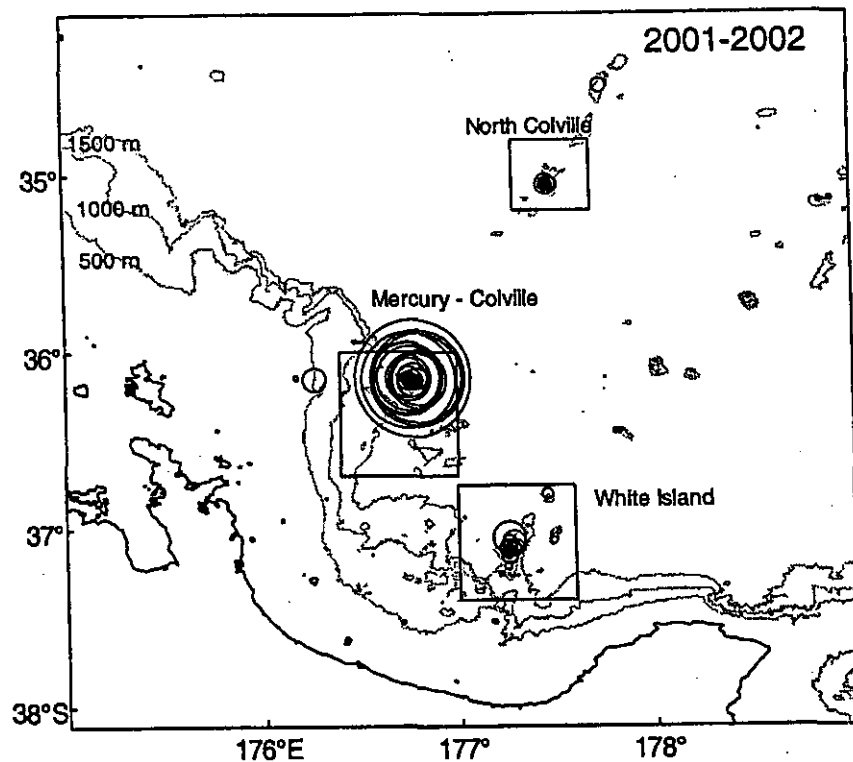 2001-2002
North Colville
1500 m
35°
1000 m
500 m
Mercury - Colville
36°
White Island
37°
38°S
176°E 177° 178°